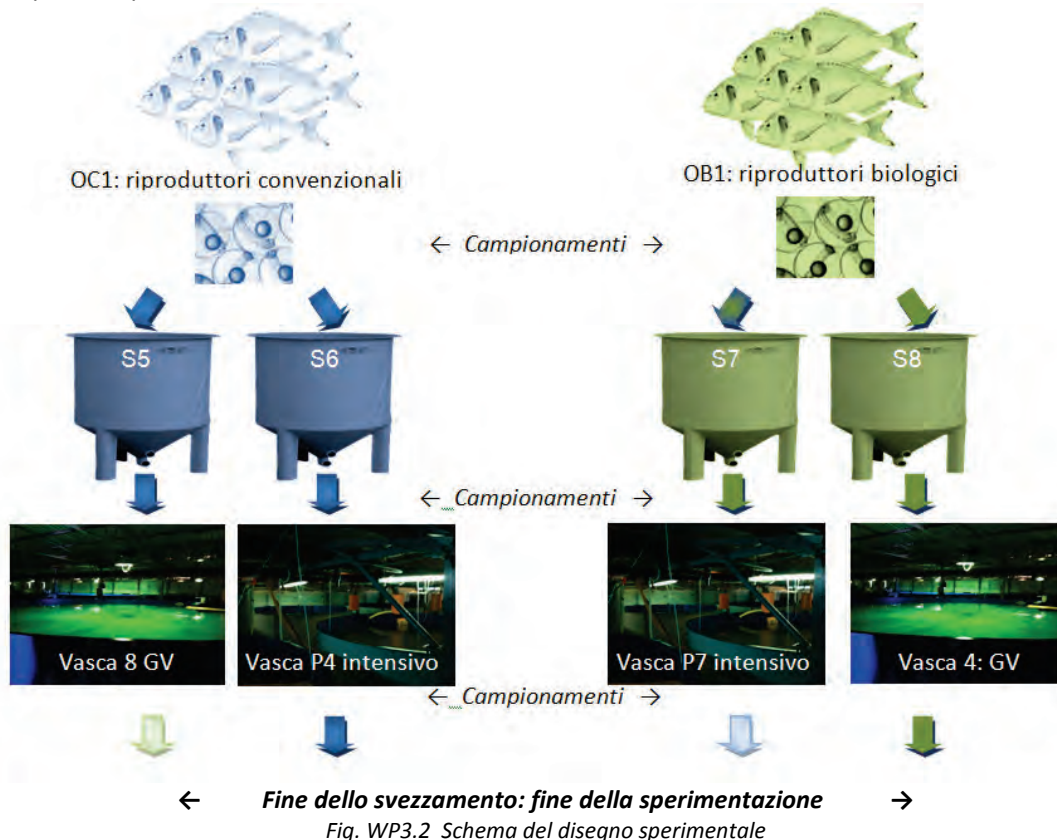 OC1: riproduttori convenzionali
OB1: riproduttori biologici
← Campionamenti →
S5
S6
S7
S8
← Campionamenti →
Vasca 8 GV
Vasca P4 intensivo
Vasca P7 intensivo
Vasca 4: GV
← Campionamenti →
← Fine dello svezzamento: fine della sperimentazione →
Fig. WP3.2 Schema del disegno sperimentale